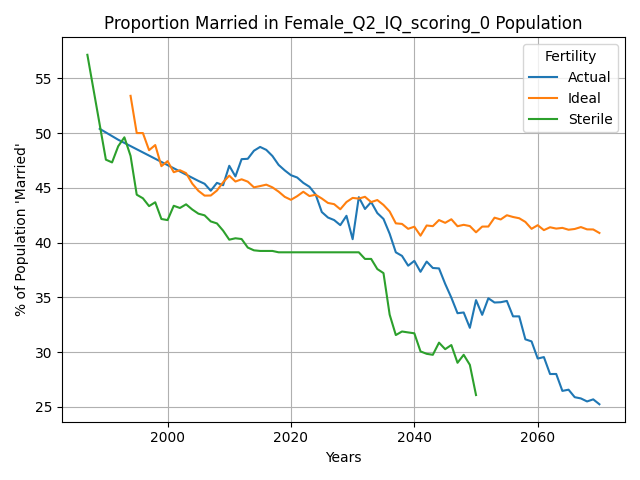 Proportion Married in Female_Q2_IQ_scoring_0 Population
Fertility
Actual
Ideal
Sterile
% of Population 'Married'
55
50
45
40
35
30
25
2000
2020
2040
2060
Years